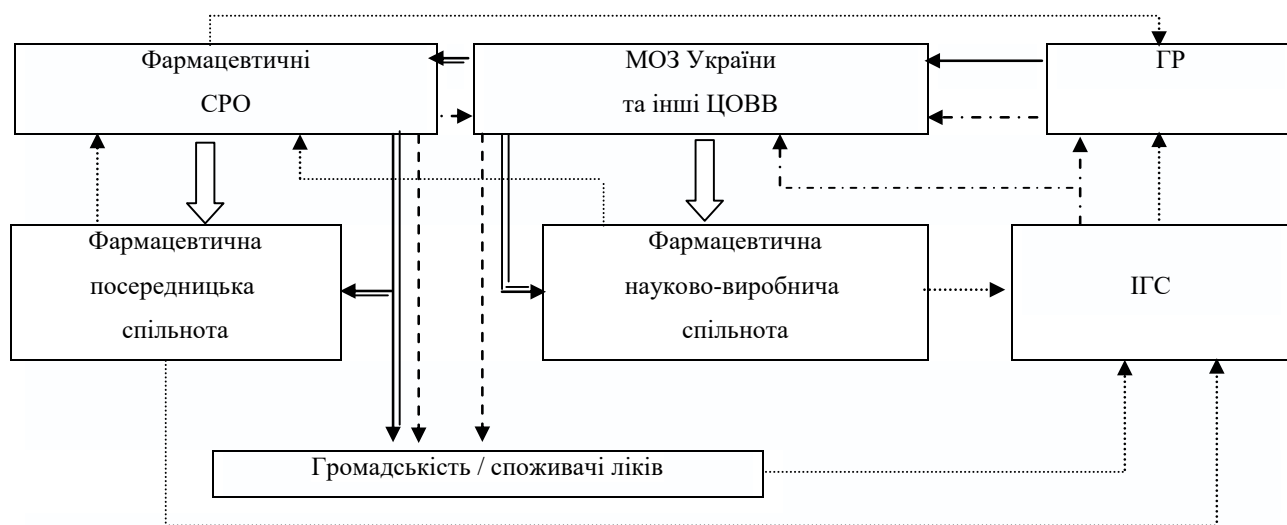 Фармацевтичні
СРО
МОЗ України
та інші ЦОВВ
ГР
Фармацевтична
посередницька
спільнота
Фармацевтична
науково-виробнича
спільнота
ІГС
Громадськість / споживачі ліків